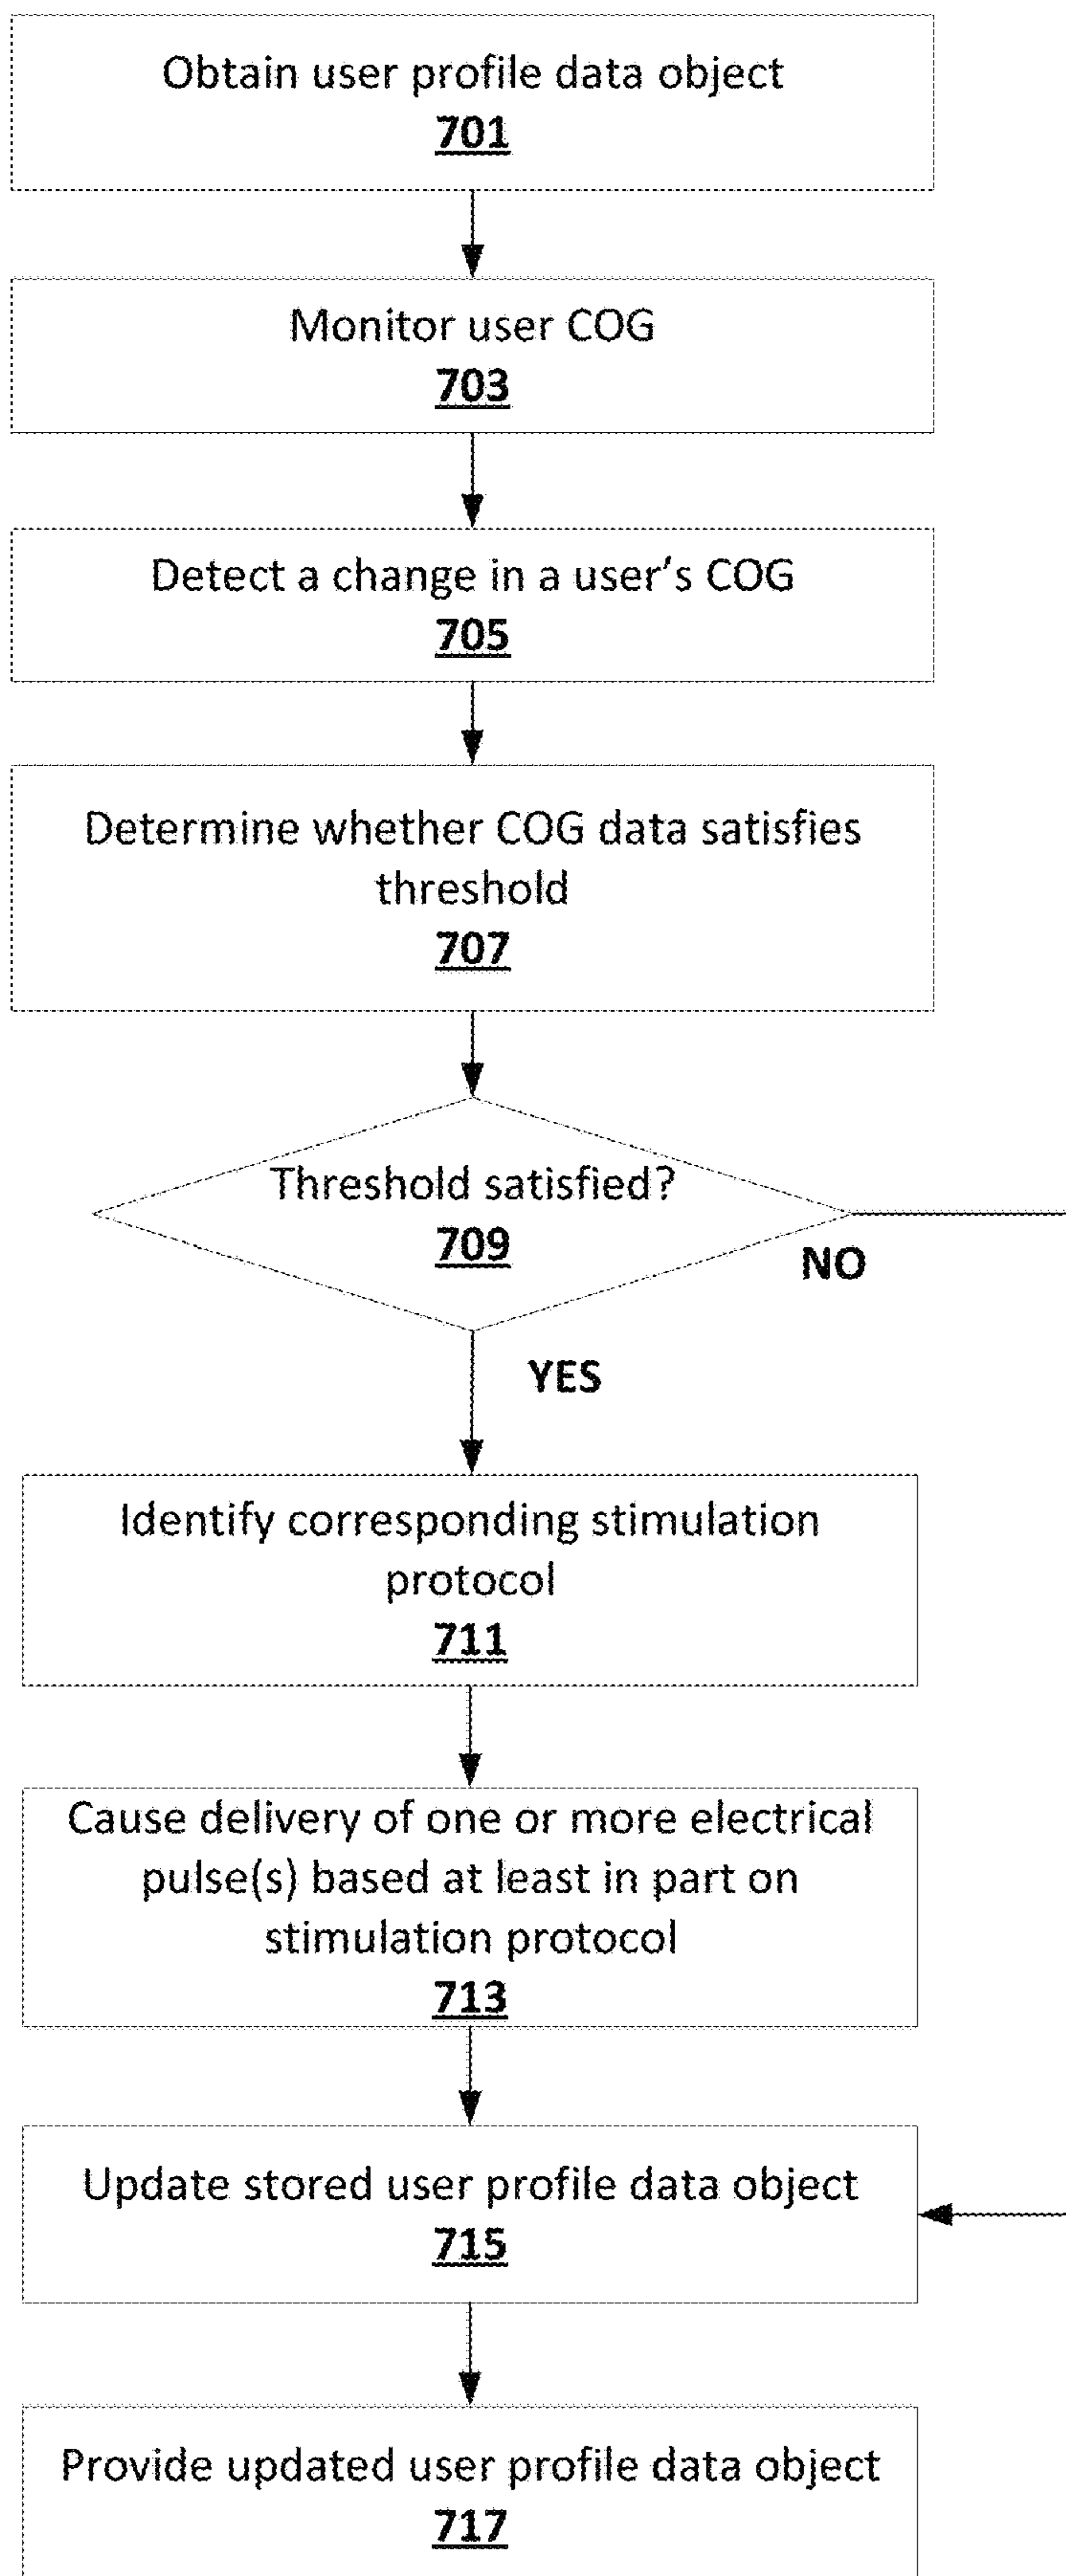 Obtain user profile data object
701
Monitor user COG
703
Detect a change in a user's COG
705
Determine whether COG data satisfies
threshold
707
Threshold satisfied?
709
NO
YES
Identify corresponding stimulation
protocol
711
Cause delivery of one or more electrical
pulse(s) based at least in part on
stimulation protocol
713
Update stored user profile data object
715
Provide updated user profile data object
717